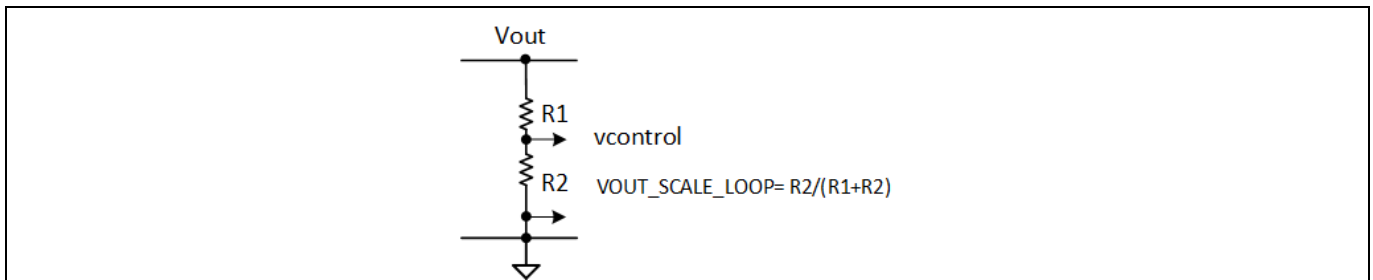 Vout
R1
vcontrol
R2
VOUT_SCALE_LOOP= R2/(R1+R2)